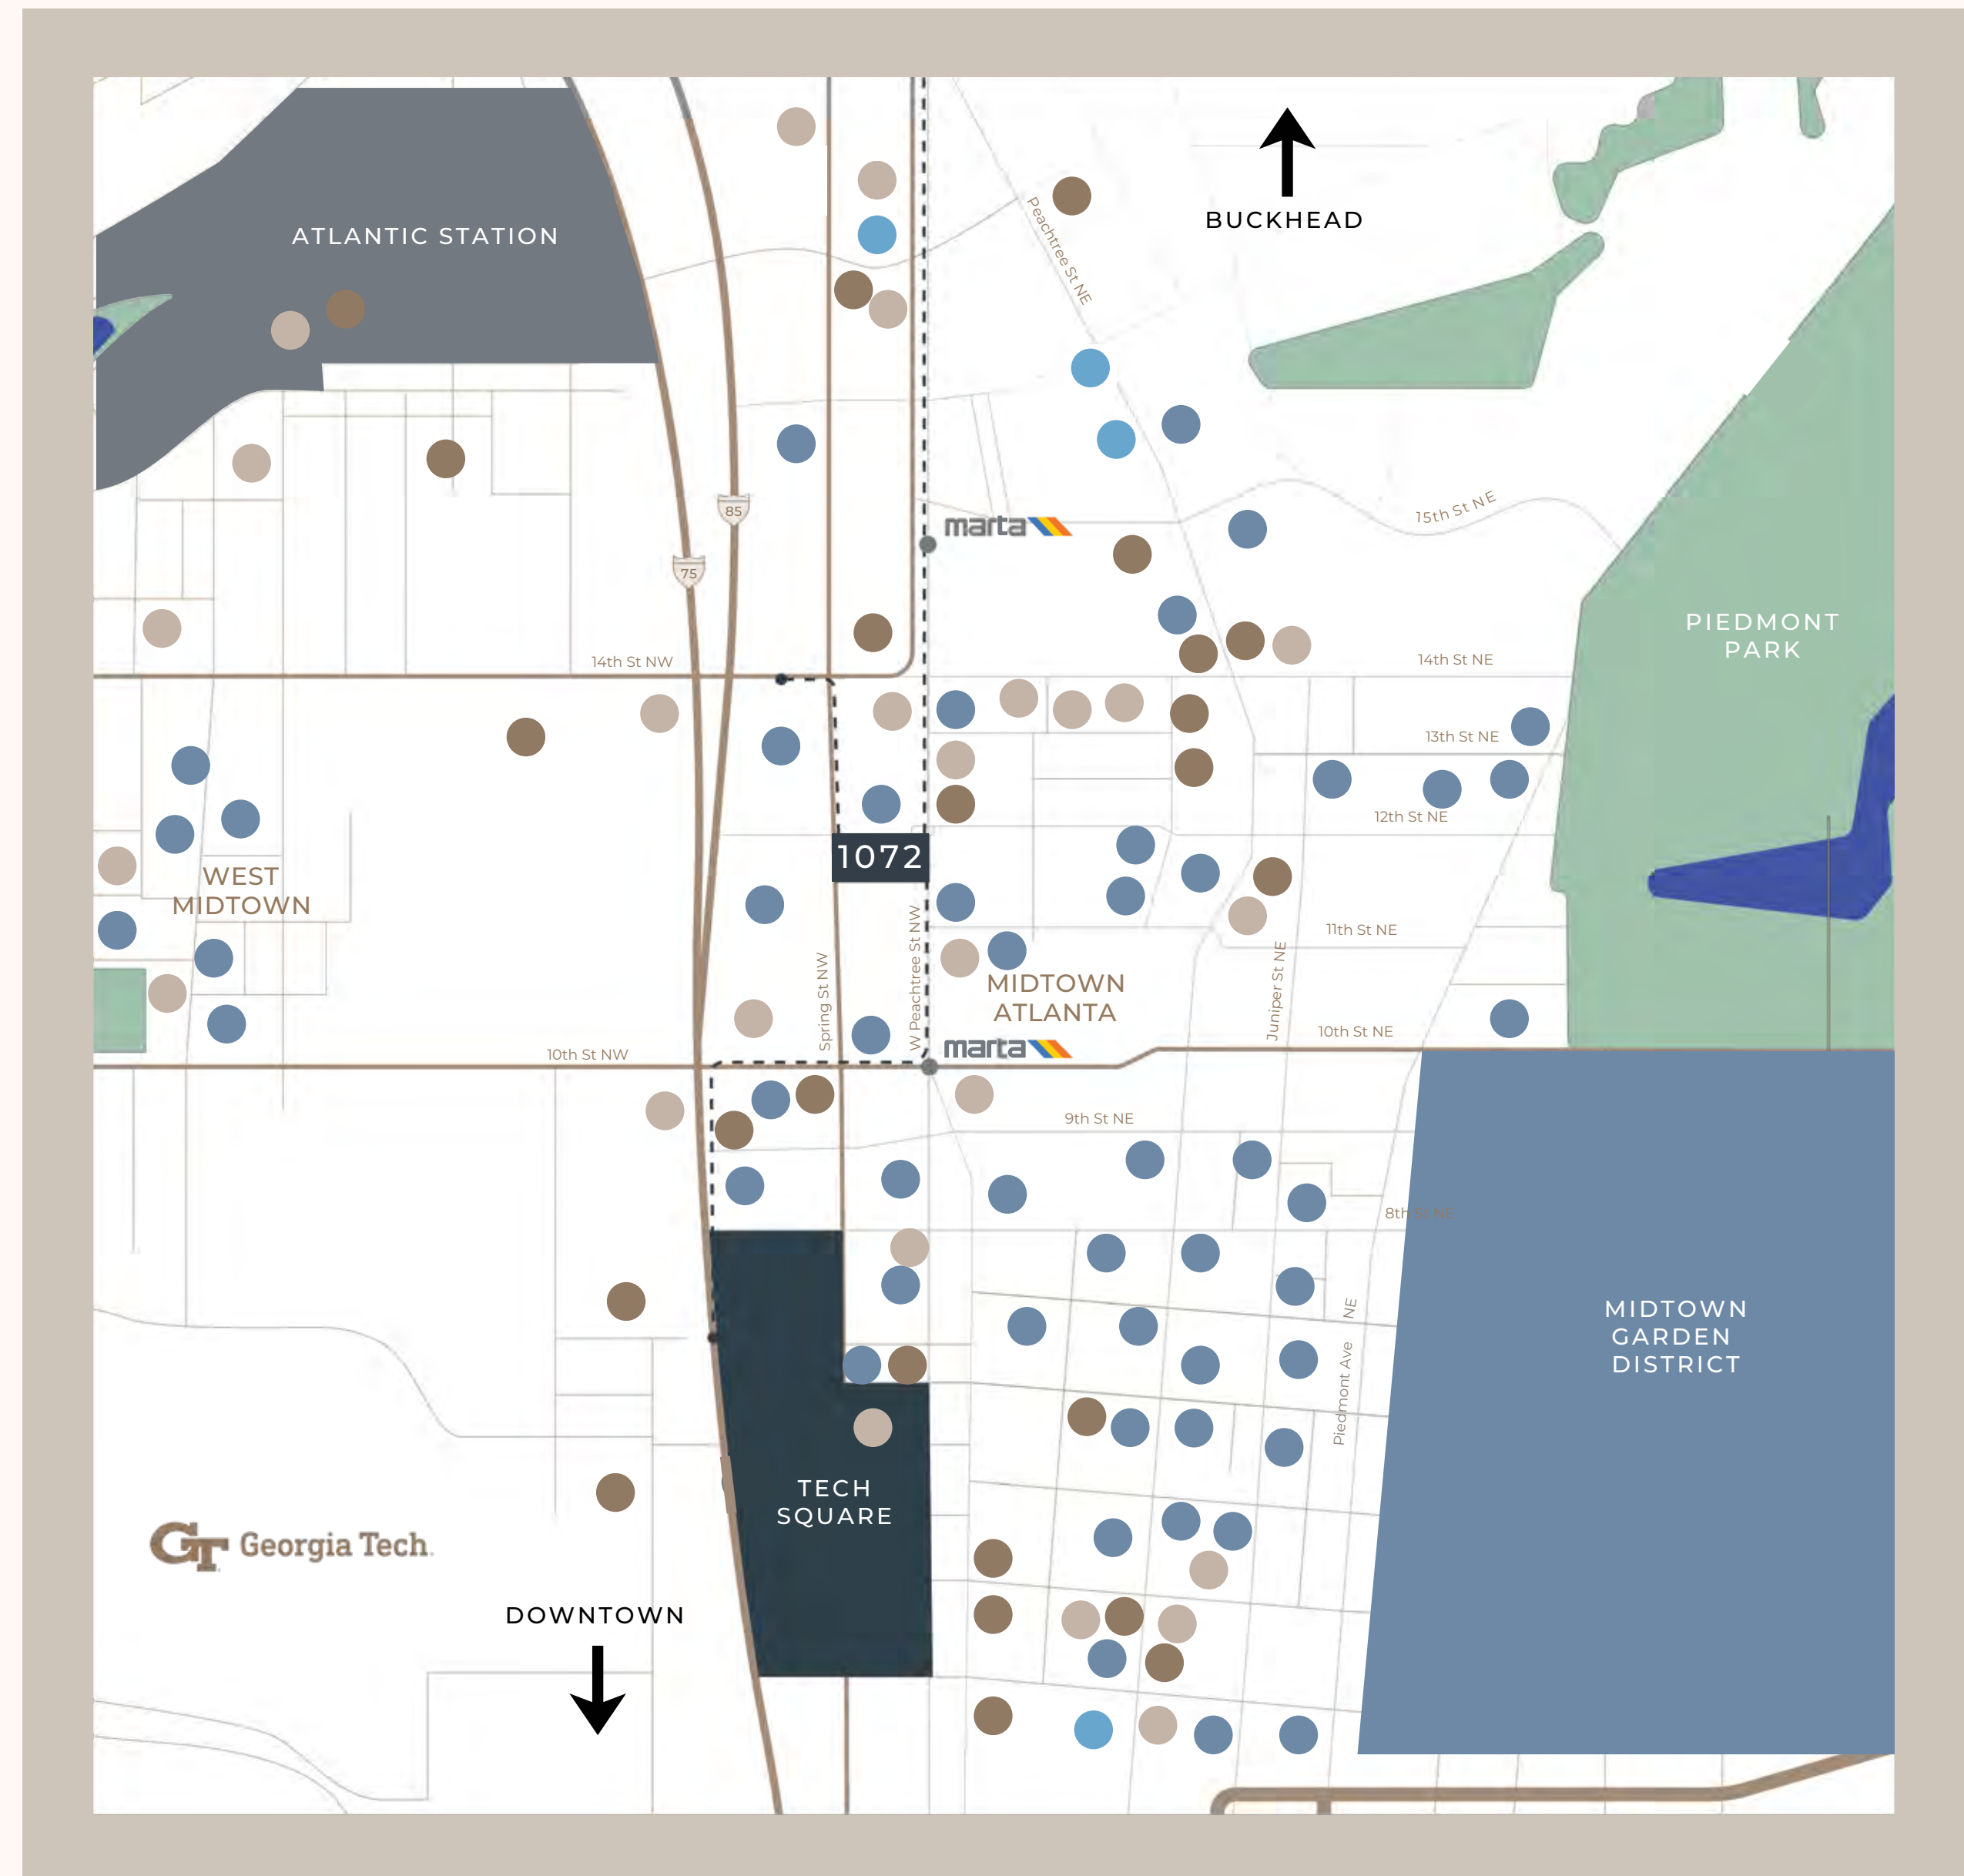 BUCKHEAD
Peachtree St NE
ATLANTIC STATION
85
75
marta
15th St NE
PIEDMONT
PARK
14th St NW
14th St NE
13th St NE
12th St NE
1072
WEST
MIDTOWN
11th St NE
Spring St NW
W Peachtree St NW
MIDTOWN
ATLANTA
Juniper St NE
10th St NE
10th St NW
marta
9th St NE
8th St NE
Piedmont Ave NE
MIDTOWN
GARDEN
DISTRICT
TECH
SQUARE
GT Georgia Tech
DOWNTOWN